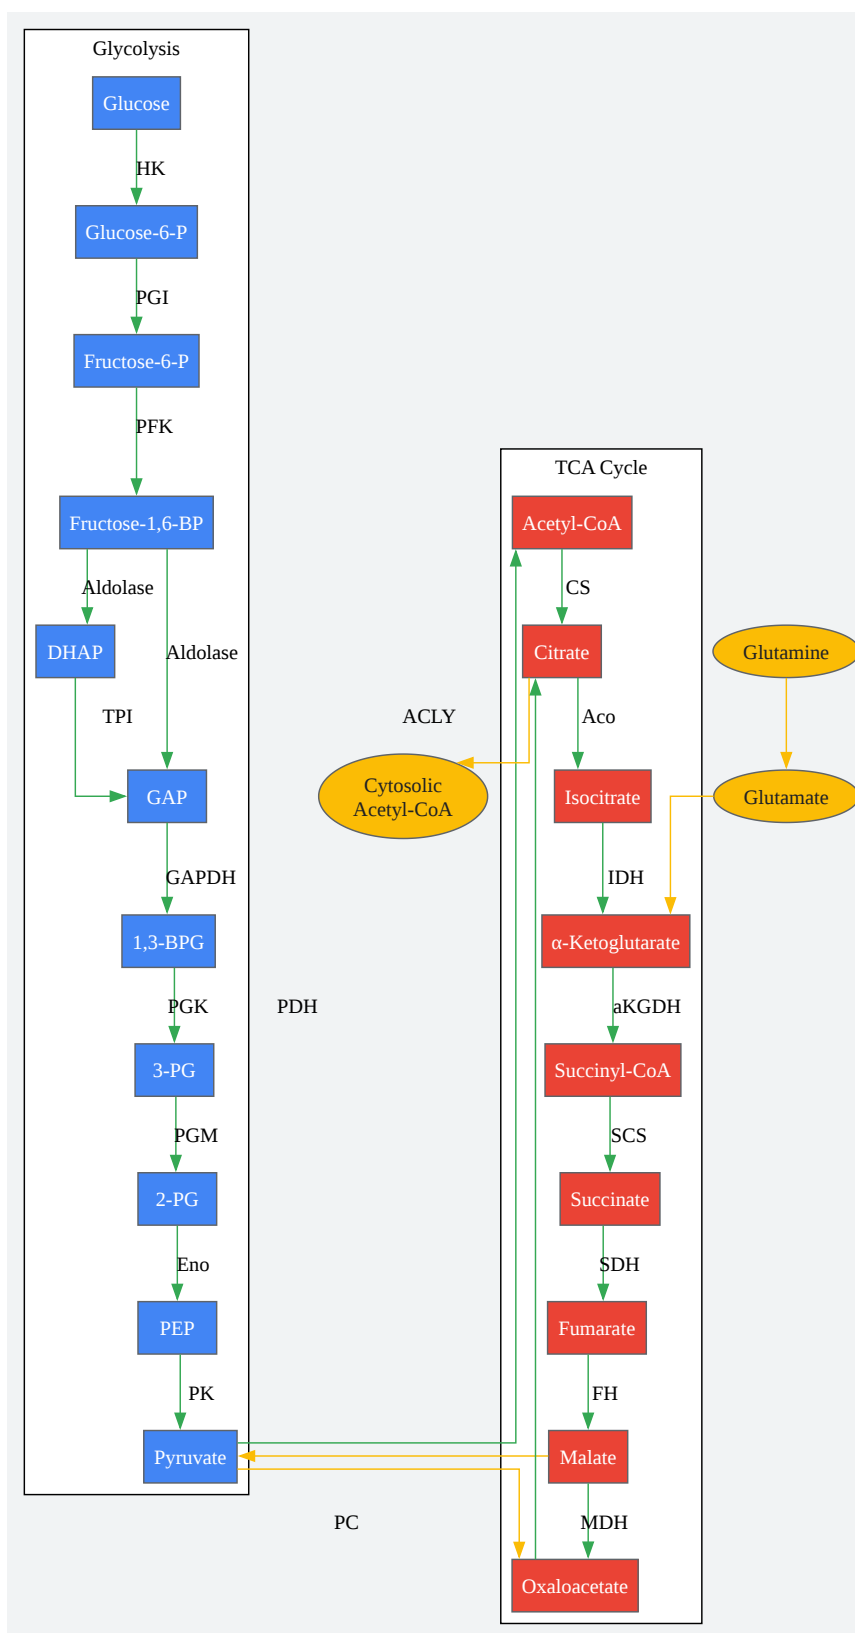 Glycolysis
Glucose
HK
Glucose-6-P
PGI
Fructose-6-P
PFK
Fructose-1,6-BP
Aldolase
DHAP
Aldolase
TPI
GAP
GAPDH
1,3-BPG
PGK
3-PG
PGM
2-PG
Eno
PEP
PK
Pyruvate
PDH
PC
ACLY
Cytosolic
Acetyl-CoA
TCA Cycle
Acetyl-CoA
CS
Citrate
Aco
Isocitrate
IDH
α-Ketoglutarate
aKGDH
Succinyl-CoA
SCS
Succinate
SDH
Fumarate
FH
Malate
MDH
Oxaloacetate
Glutamine
Glutamate